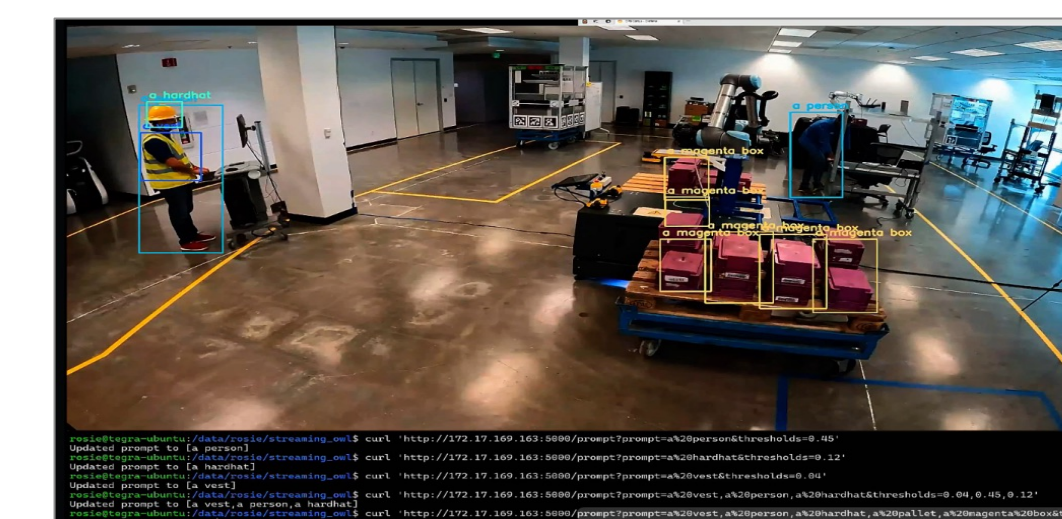 a hardhat
a person
a magenta box
a magenta box
a magenta box
a magenta box
a magenta box
rosie@tegra-ubuntu:/data/rosie/streaming_owl$ curl 'http://172.17.169.163:5000/prompt?prompt=a%20person&thresholds=0.45'
Updated prompt to [a person]
rosie@tegra-ubuntu:/data/rosie/streaming_owl$ curl 'http://172.17.169.163:5000/prompt?prompt=a%20hardhat&thresholds=0.12'
Updated prompt to [a hardhat]
rosie@tegra-ubuntu:/data/rosie/streaming_owl$ curl 'http://172.17.169.163:5000/prompt?prompt=a%20vest&thresholds=0.04'
Updated prompt to [a vest]
rosie@tegra-ubuntu:/data/rosie/streaming_owl$ curl 'http://172.17.169.163:5000/prompt?prompt=a%20vest,a%20person,a%20hardhat&thresholds=0.04,0.45,0.12'
Updated prompt to [a vest,a person,a hardhat]
rosie@tegra-ubuntu:/data/rosie/streaming_owl$ curl 'http://172.17.169.163:5000/prompt?prompt=a%20vest,a%20person,a%20hardhat,a%20pallet,a%20magenta%20box&